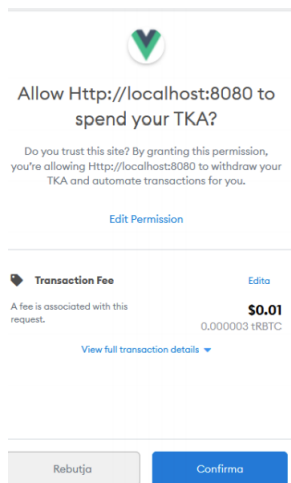 Allow Http://localhost:8080 to
spend your TKA?
Do you trust this site? By granting this permission,
you're allowing Http://localhost:8080 to withdraw your
TKA and automate transactions for you.
Edit Permission
Transaction Fee
Edita
A fee is associated with this
request.
$0.01
0.000003 tRBTC
View full transaction details
Rebutja
Confirma